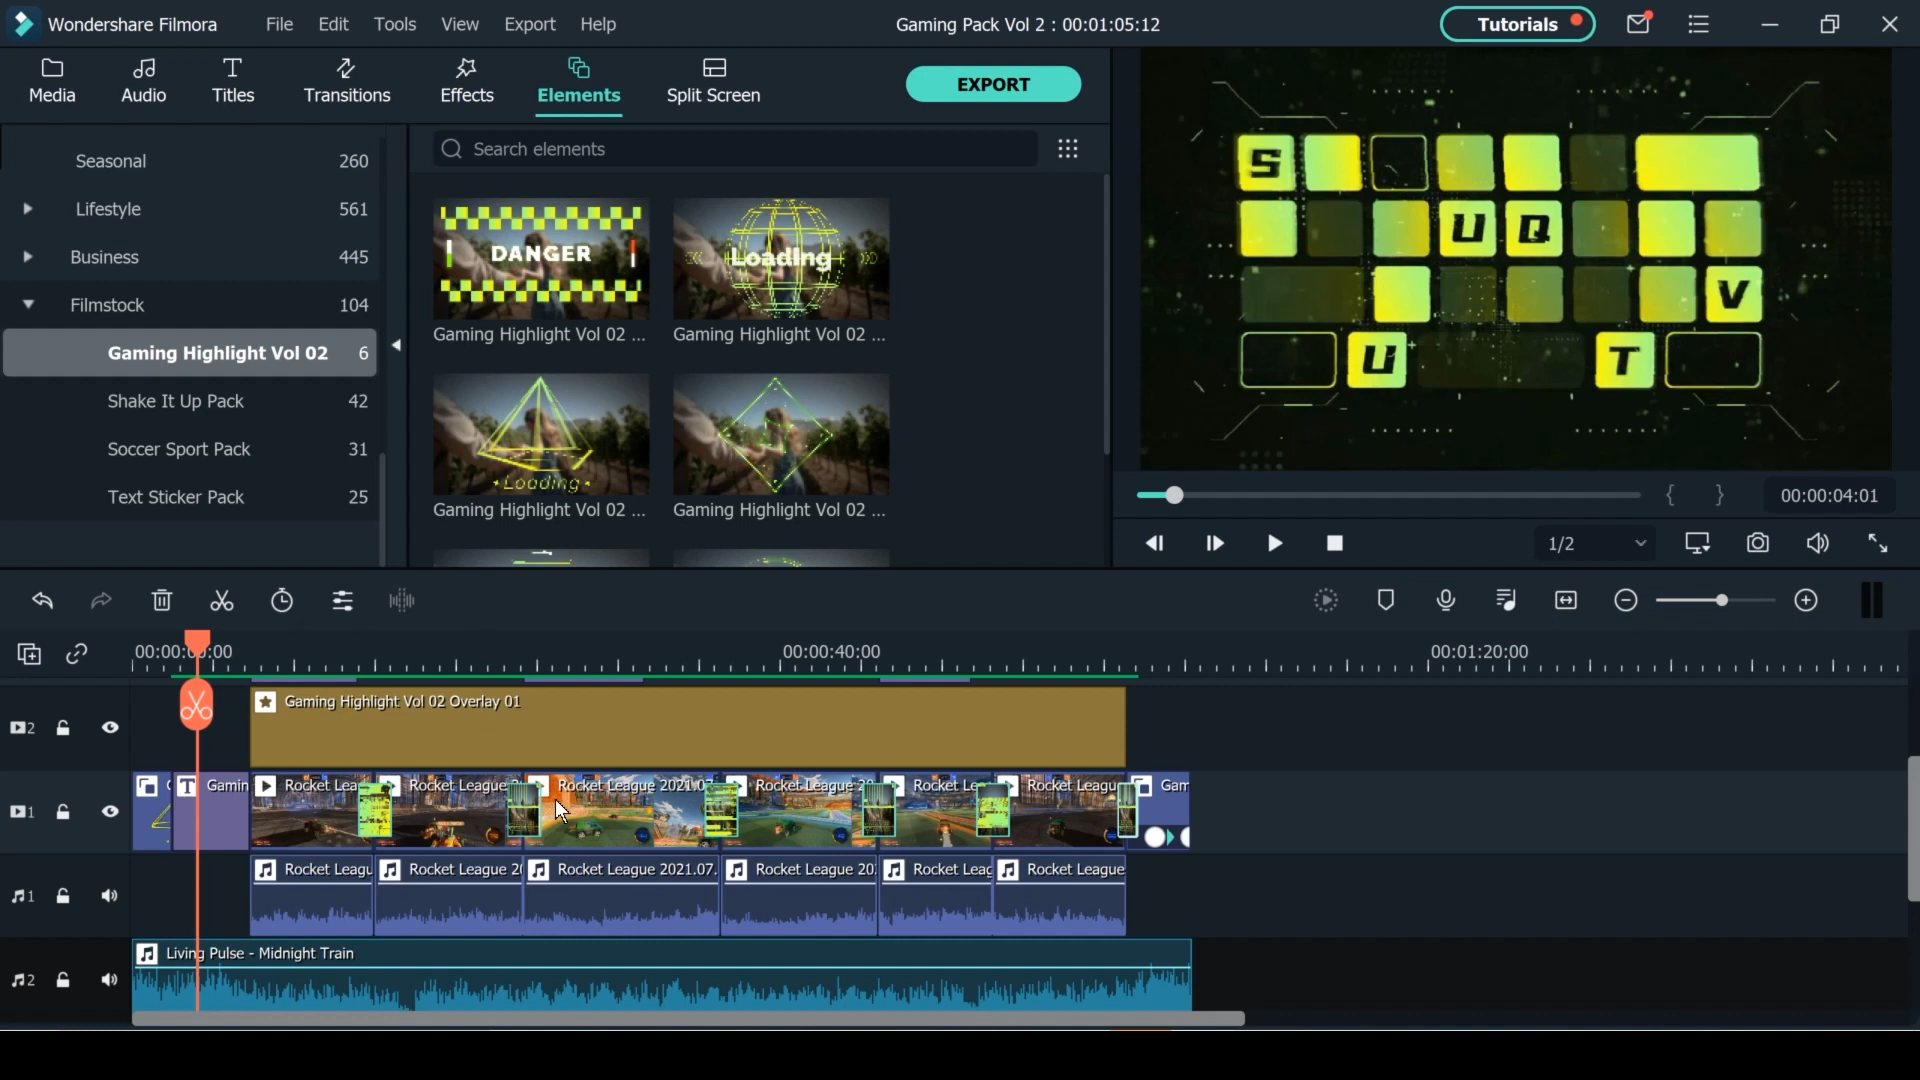 Wondershare Filmora File Edit Tools View Export Help Gaming Pack Vol 2 : 00:01:05:12 Tutorials
Media Audio Titles Transitions Effects Elements Split Screen EXPORT
Search elements
Seasonal 260
Lifestyle 561
Business 445
Filmstock 104
Gaming Highlight Vol 02 6
Shake It Up Pack 42
Soccer Sport Pack 31
Text Sticker Pack 25
DANGER
Loading
Gaming Highlight Vol 02 ... Gaming Highlight Vol 02 ...
Loading
Gaming Highlight Vol 02 ... Gaming Highlight Vol 02 ...
S
U Q
V
U T
{ } 00:00:04:01
1/2
00:00:40:00 00:01:20:00
Gaming Highlight Vol 02 Overlay 01
2
T Gamin Rocket Lea Rocket League Rocket League 2021.07 Rocket League Rocket Le Rocket Leagu Gam
1
Rocket Leagu Rocket League 20 Rocket League 2021.07. Rocket League 20 Rocket Leag Rocket League
1
Living Pulse - Midnight Train
2